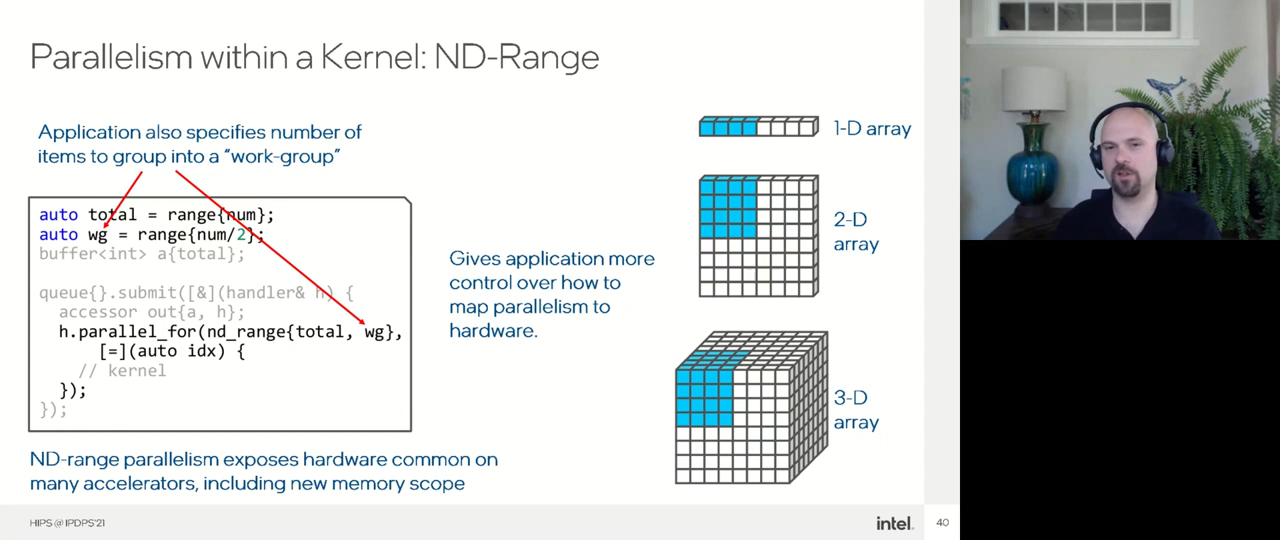 Parallelism within a Kernel: ND-Range
Application also specifies number of
items to group into a “work-group”
auto total = range{num};
auto wg = range{num/2};
buffer<int> a{total};
queue{}.submit([&](handler& h) {
  accessor out{a, h};
  h.parallel_for(nd_range{total, wg},
      [=](auto idx) {
    // kernel
  });
});
Gives application more
control over how to
map parallelism to
hardware.
1-D array
2-D
array
3-D
array
ND-range parallelism exposes hardware common on
many accelerators, including new memory scope
HIPS @ IPDPS'21
intel.
40